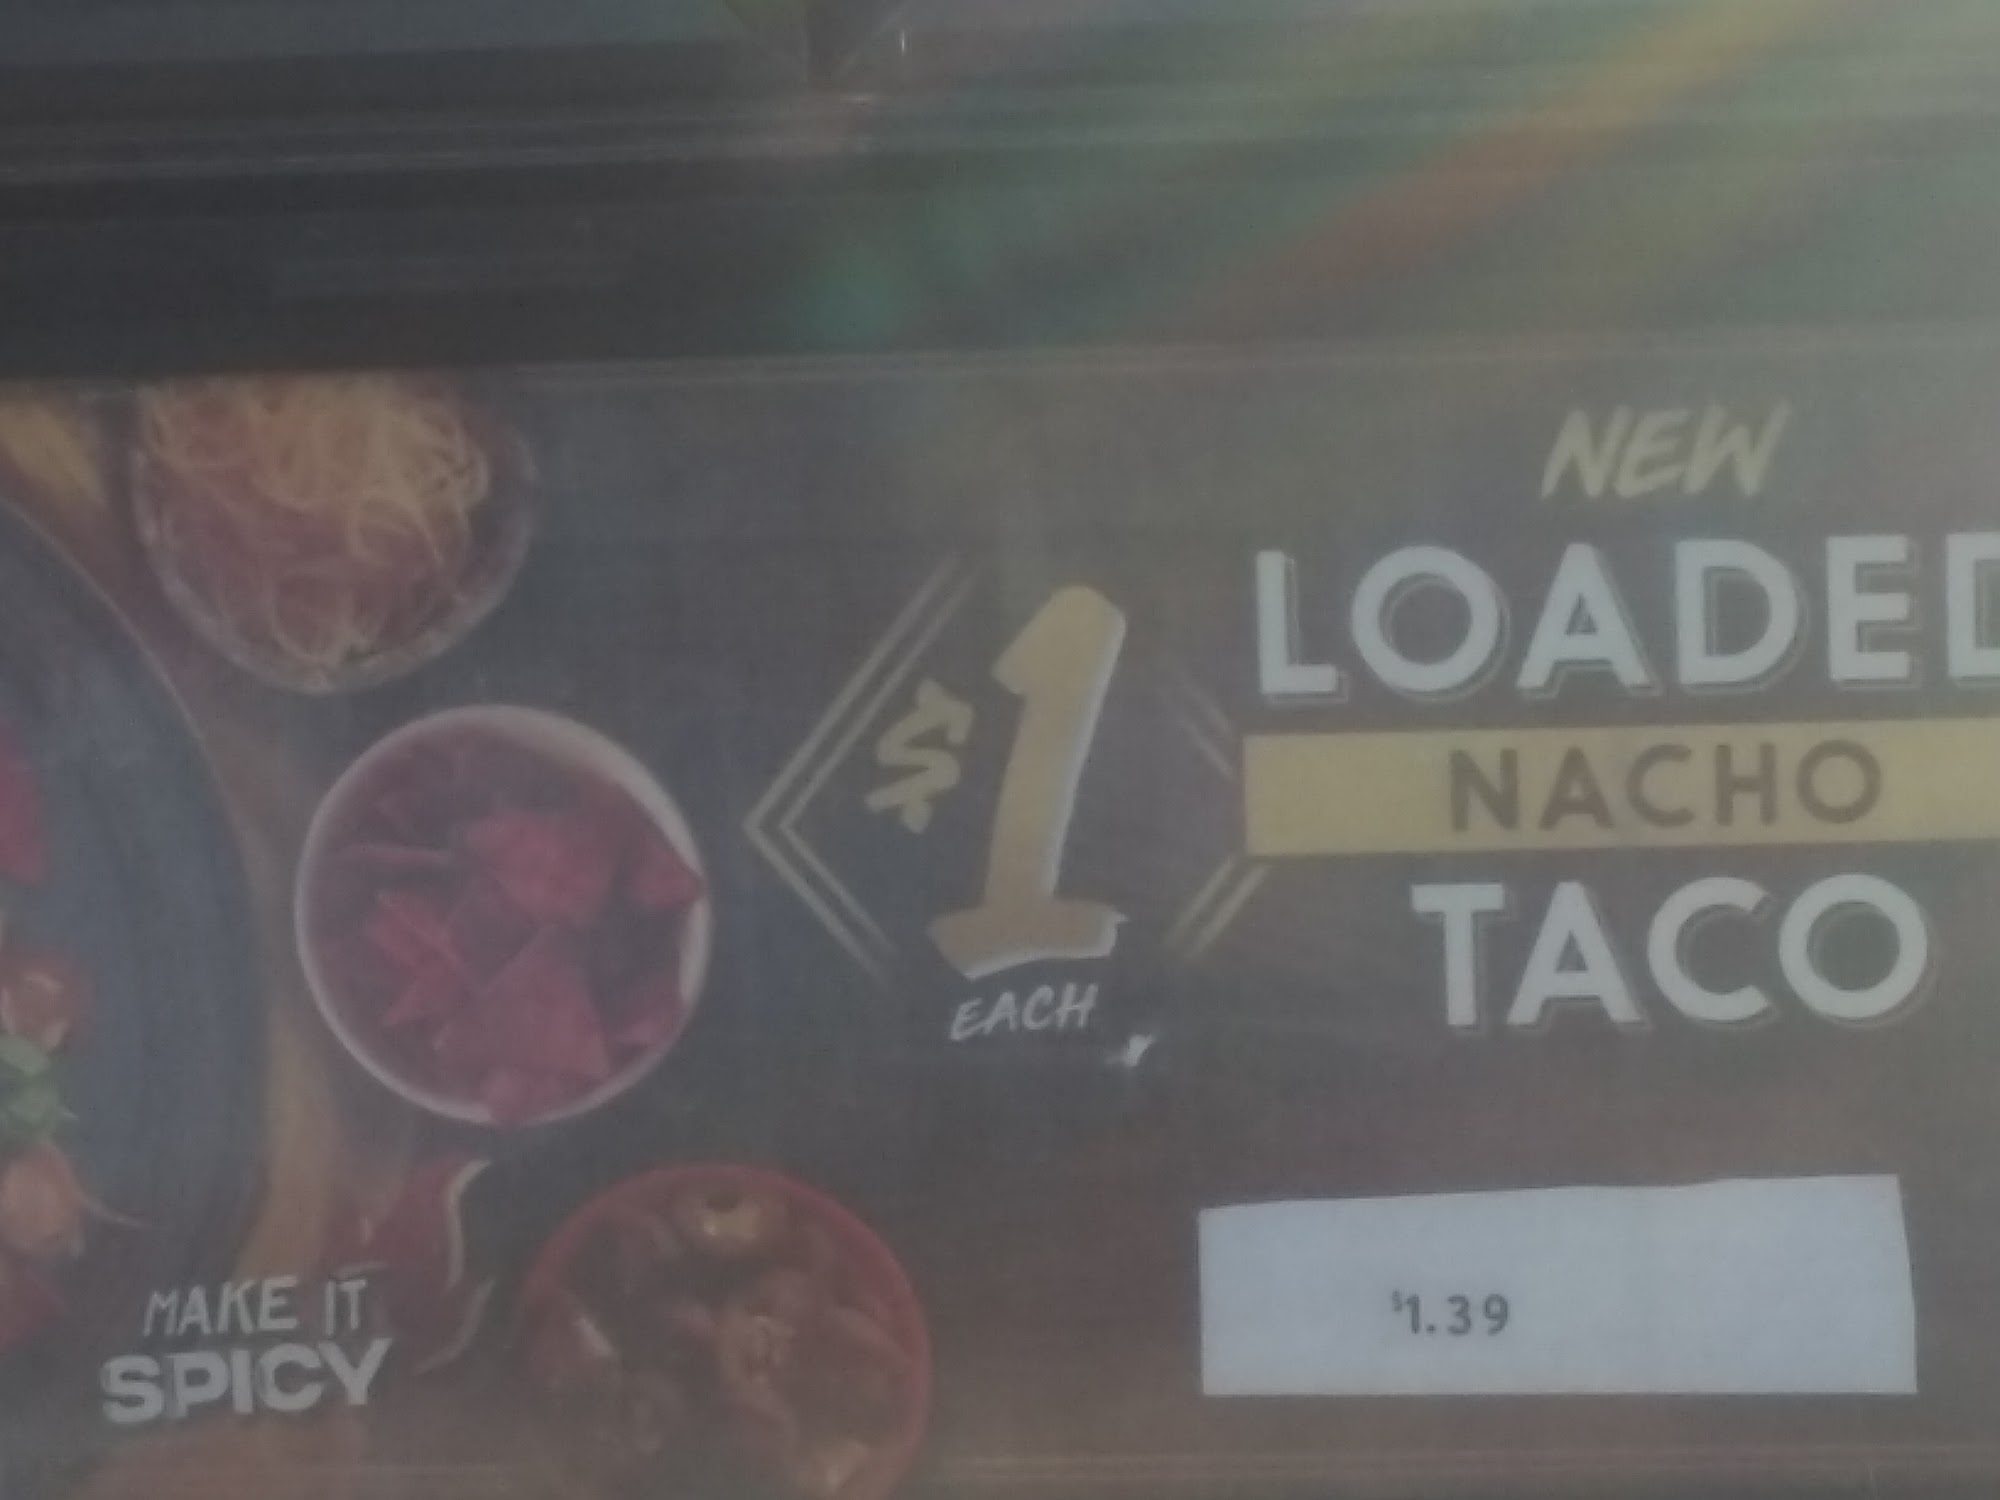 NEW
LOADED
$1
NACHO
TACO
EACH
$1.39
MAKE IT
SPICY